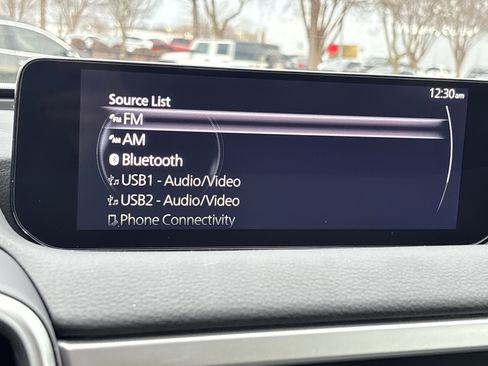 12:30am
Source List
FM
AM
Bluetooth
USB1 - Audio/Video
USB2 - Audio/Video
Phone Connectivity